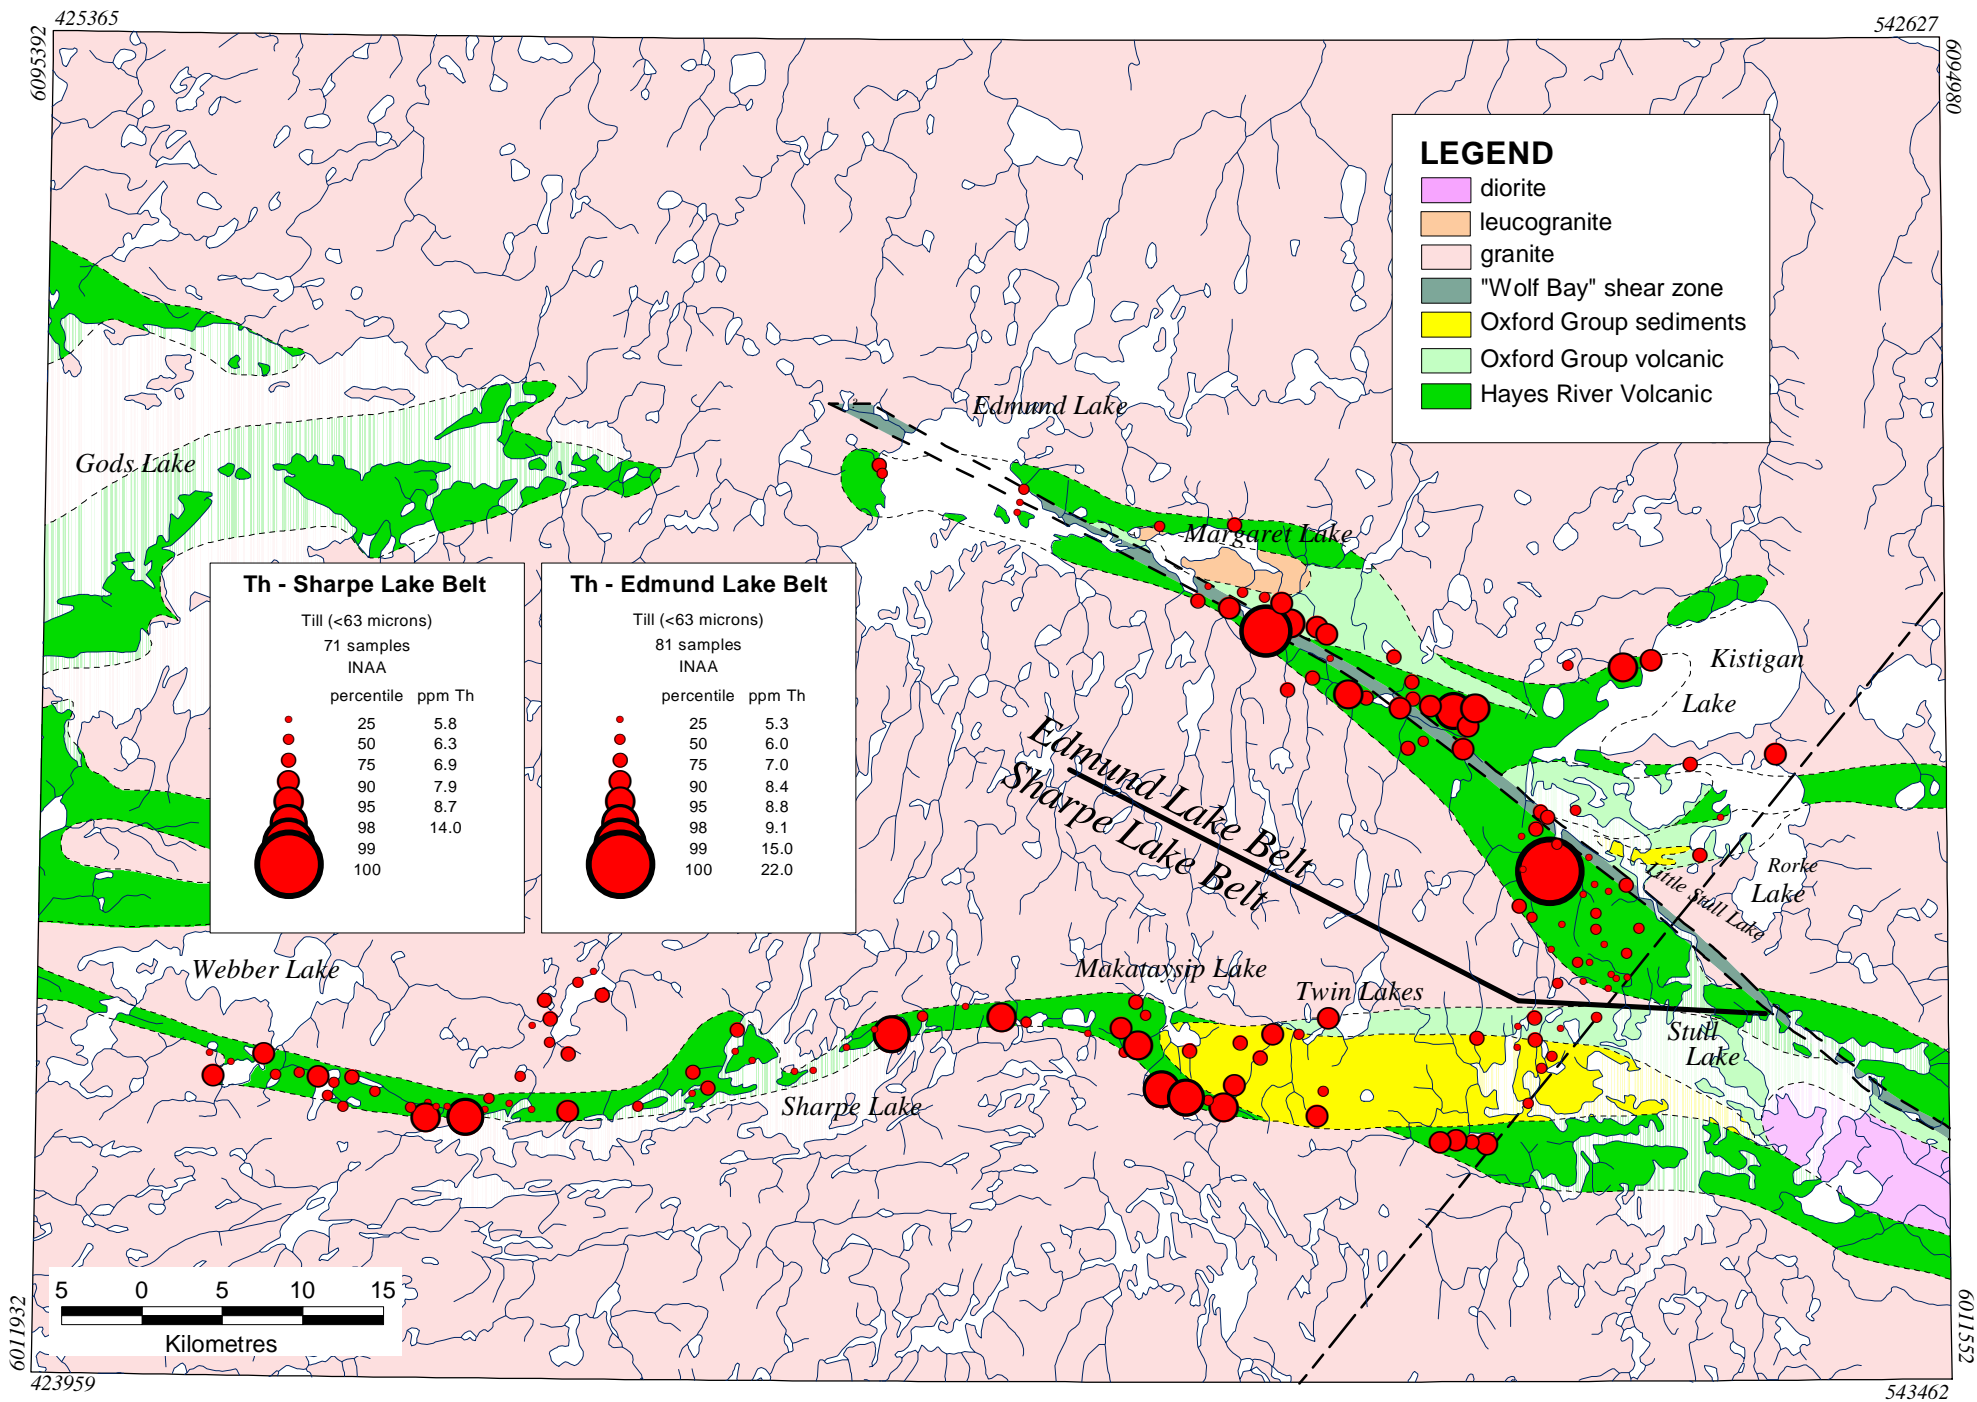 425365
542627
6095392
6094980
LEGEND
diorite
leucogranite
granite
"Wolf Bay" shear zone
Oxford Group sediments
Oxford Group volcanic
Hayes River Volcanic
Edmund Lake
Gods Lake
Margaret Lake
Th - Sharpe Lake Belt
Till (<63 microns)
71 samples
INAA
percentile ppm Th
25 5.8
50 6.3
75 6.9
90 7.9
95 8.7
98 14.0
99
100
Th - Edmund Lake Belt
Till (<63 microns)
81 samples
INAA
percentile ppm Th
25 5.3
50 6.0
75 7.0
90 8.4
95 8.8
98 9.1
99 15.0
100 22.0
Kistigan
Lake
Edmund Lake Belt
Sharpe Lake Belt
Rorke
Lake
Little Stull Lake
Webber Lake
Makataysip Lake
Twin Lakes
Stull
Lake
Sharpe Lake
5 0 5 10 15
Kilometres
6011932
423959
6011552
543462